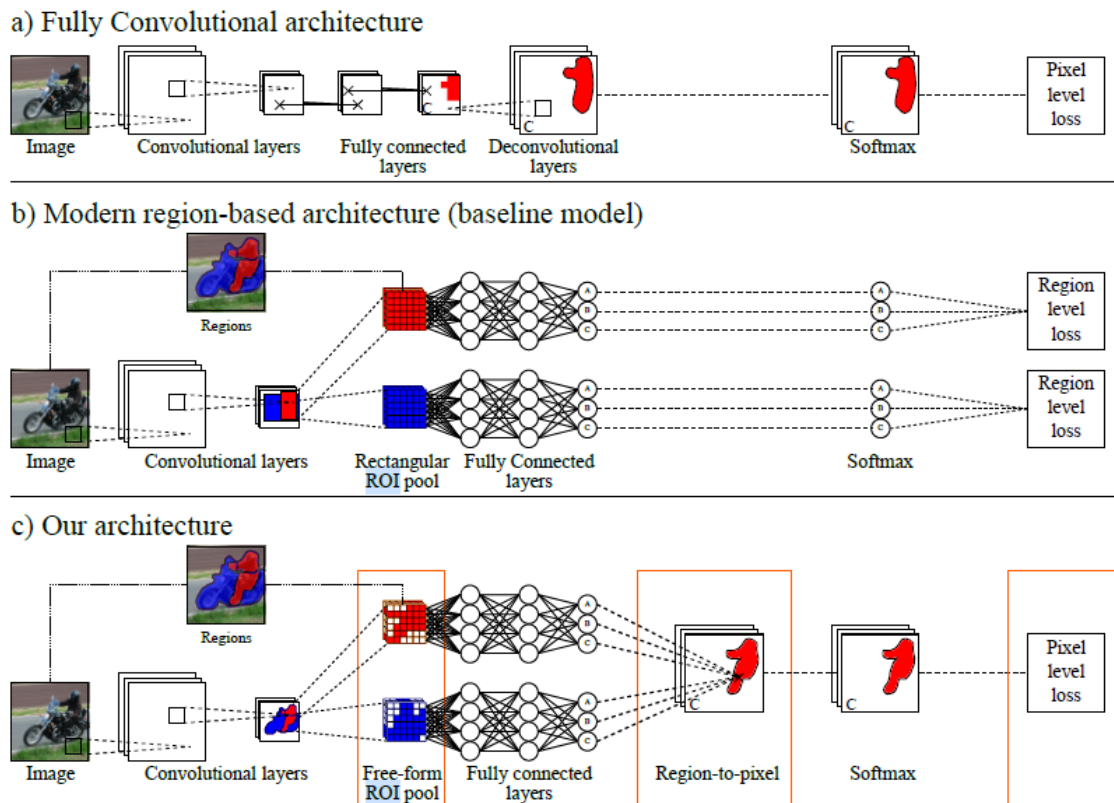 a) Fully Convolutional architecture
C
C
C
Pixel
level
loss
Image
Convolutional layers
Fully connected
layers
Deconvolutional
layers
Softmax
b) Modern region-based architecture (baseline model)
Regions
A
B
C
A
B
C
Region
level
loss
A
B
C
A
B
C
Region
level
loss
Image
Convolutional layers
Rectangular
ROI pool
Fully Connected
layers
Softmax
c) Our architecture
Regions
A
B
C
A
B
C
C
C
Pixel
level
loss
Image
Convolutional layers
Free-form
ROI pool
Fully connected
layers
Region-to-pixel
Softmax